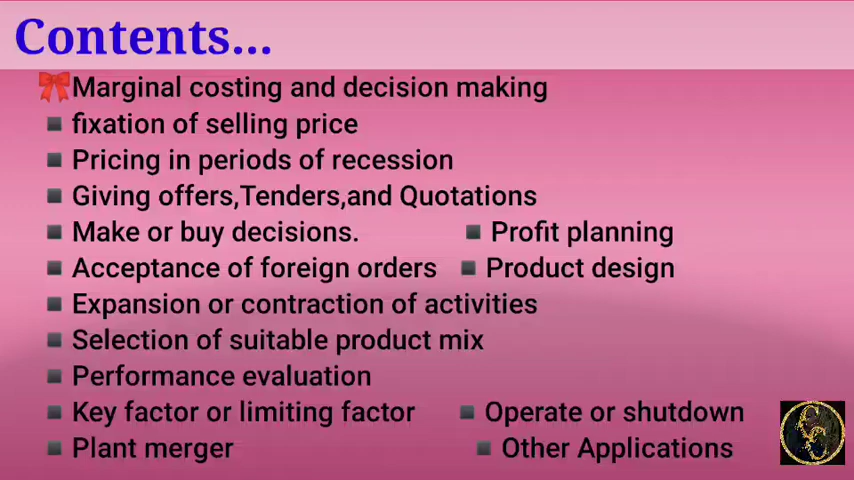 Contents...
Marginal costing and decision making
fixation of selling price
Pricing in periods of recession
Giving offers,Tenders,and Quotations
Make or buy decisions. Profit planning
Acceptance of foreign orders Product design
Expansion or contraction of activities
Selection of suitable product mix
Performance evaluation
Key factor or limiting factor Operate or shutdown
Plant merger Other Applications